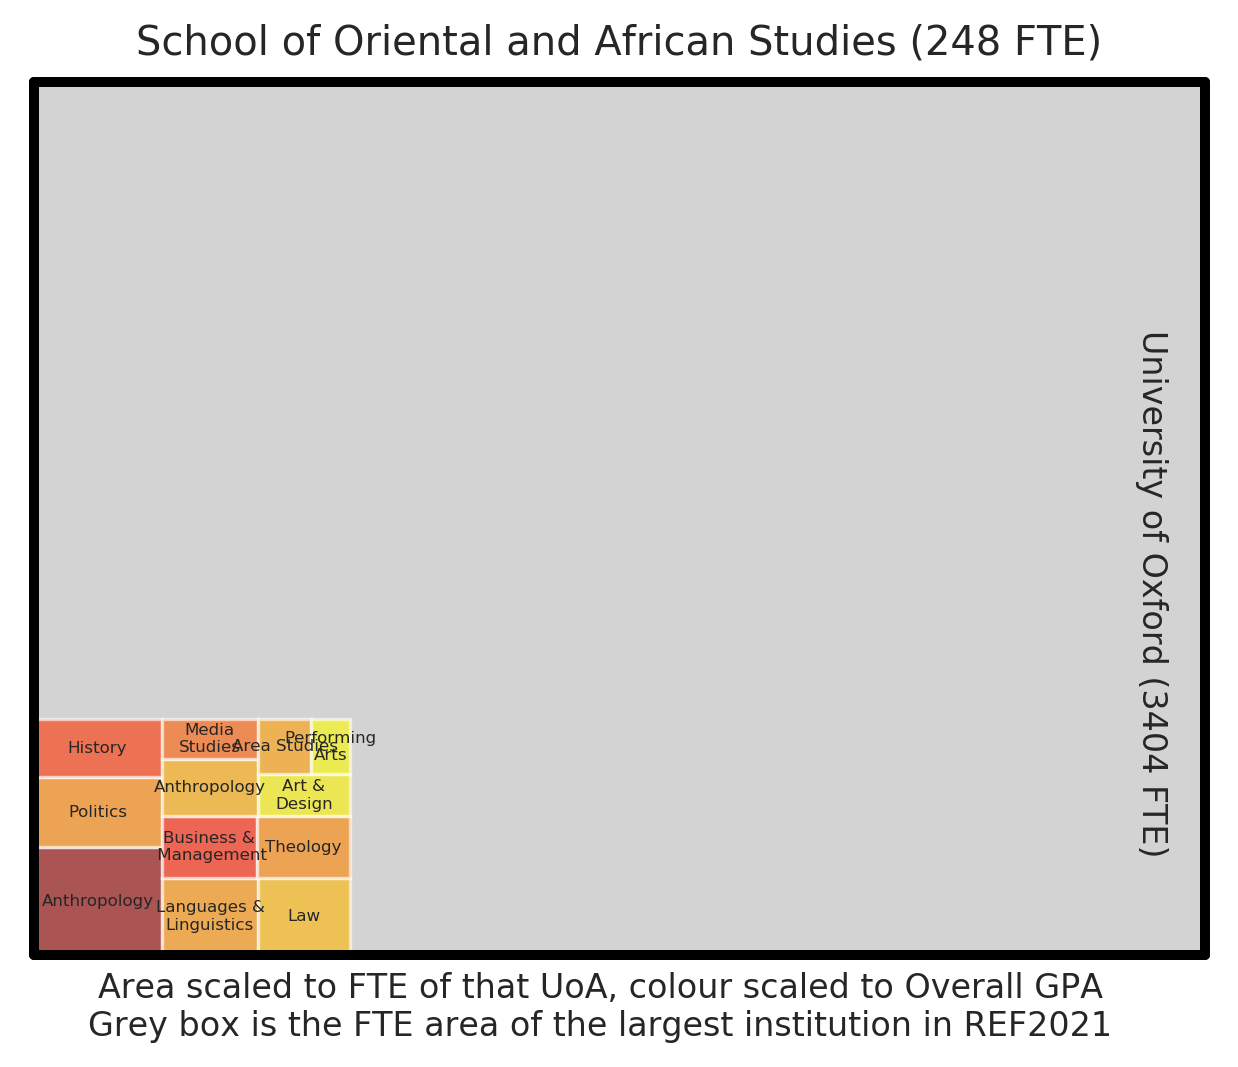 School of Oriental and African Studies (248 FTE)
University of Oxford (3404 FTE)
History
Media
Studies
Area Studies
Performing
Arts
Politics
Anthropology
Art &
Design
Business &
Management
Theology
Anthropology
Languages &
Linguistics
Law
Area scaled to FTE of that UoA, colour scaled to Overall GPA
Grey box is the FTE area of the largest institution in REF2021